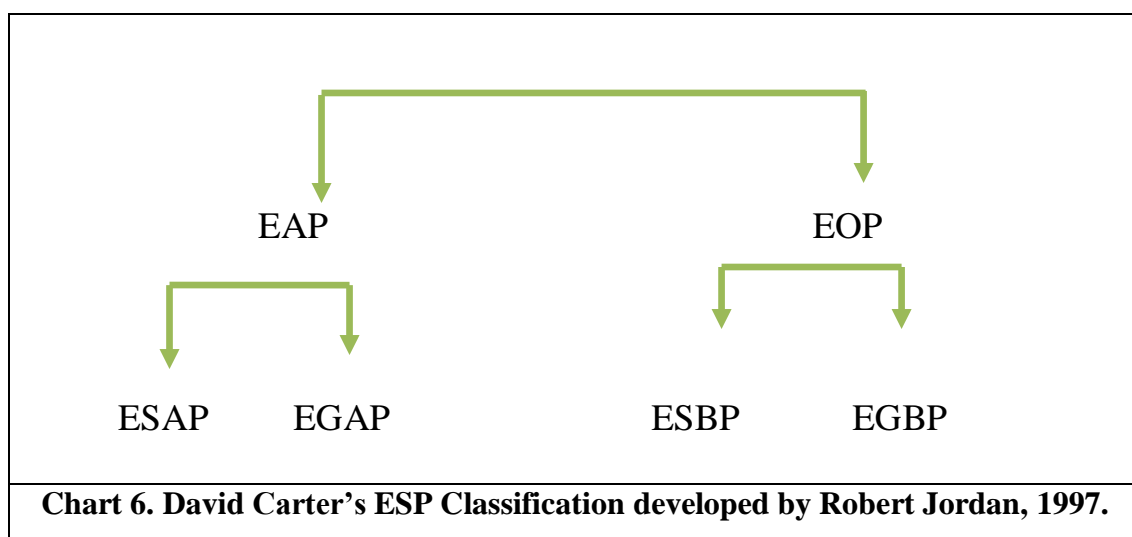 EAP EOP
ESAP EGAP ESBP EGBP
Chart 6. David Carter’s ESP Classification developed by Robert Jordan, 1997.